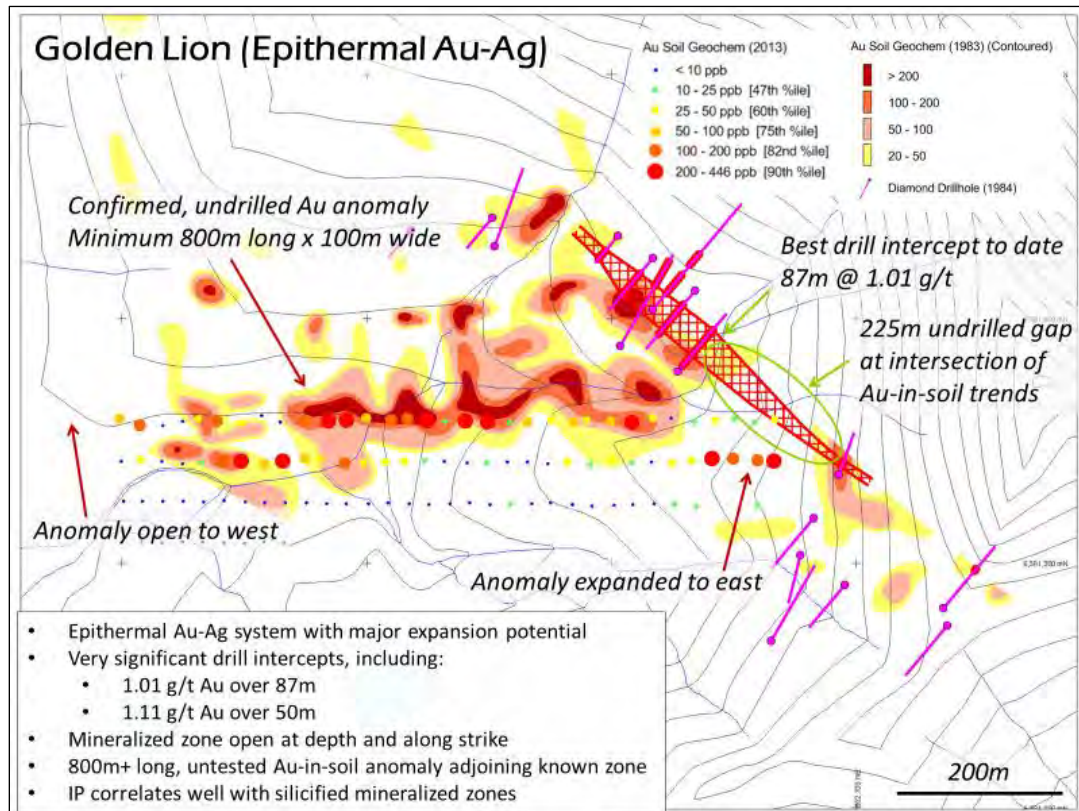 Golden Lion (Epithermal Au-Ag)
Au Soil Geochem (2013)
< 10 ppb
10 - 25 ppb [47th %ile]
25 - 50 ppb [60th %ile]
50 - 100 ppb [75th %ile]
100 - 200 ppb [82nd %ile]
200 - 446 ppb [90th %ile]
Au Soil Geochem (1983) (Contoured)
> 200
100 - 200
50 - 100
20 - 50
Diamond Drillhole (1984)
Confirmed, undrilled Au anomaly
Minimum 800m long x 100m wide
Best drill intercept to date
87m @ 1.01 g/t
225m undrilled gap
at intersection of
Au-in-soil trends
Anomaly open to west
Anomaly expanded to east
• Epithermal Au-Ag system with major expansion potential
• Very significant drill intercepts, including:
• 1.01 g/t Au over 87m
• 1.11 g/t Au over 50m
• Mineralized zone open at depth and along strike
• 800m+ long, untested Au-in-soil anomaly adjoining known zone
• IP correlates well with silicified mineralized zones
200m